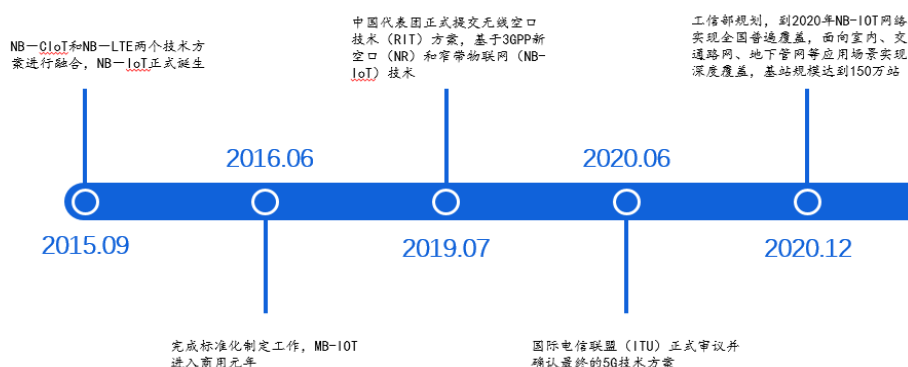 NB－CIoT和NB－LTE两个技术方
案进行融合，NB－IoT正式诞生
中国代表团正式提交无线空口
技术（RIT）方案，基于3GPP新
空口（NR）和窄带物联网（NB-
IoT）技术
工信部规划，到2020年NB-IOT网络
实现全国普遍覆盖，面向室内、交
通路网、地下管网等应用场景实现
深度覆盖，基站规模达到150万站
2016.06
2020.06
2015.09
2019.07
2020.12
完成标准化制定工作，MB-IOT
进入商用元年
国际电信联盟（ITU）正式审议并
确认最终的5G技术方案